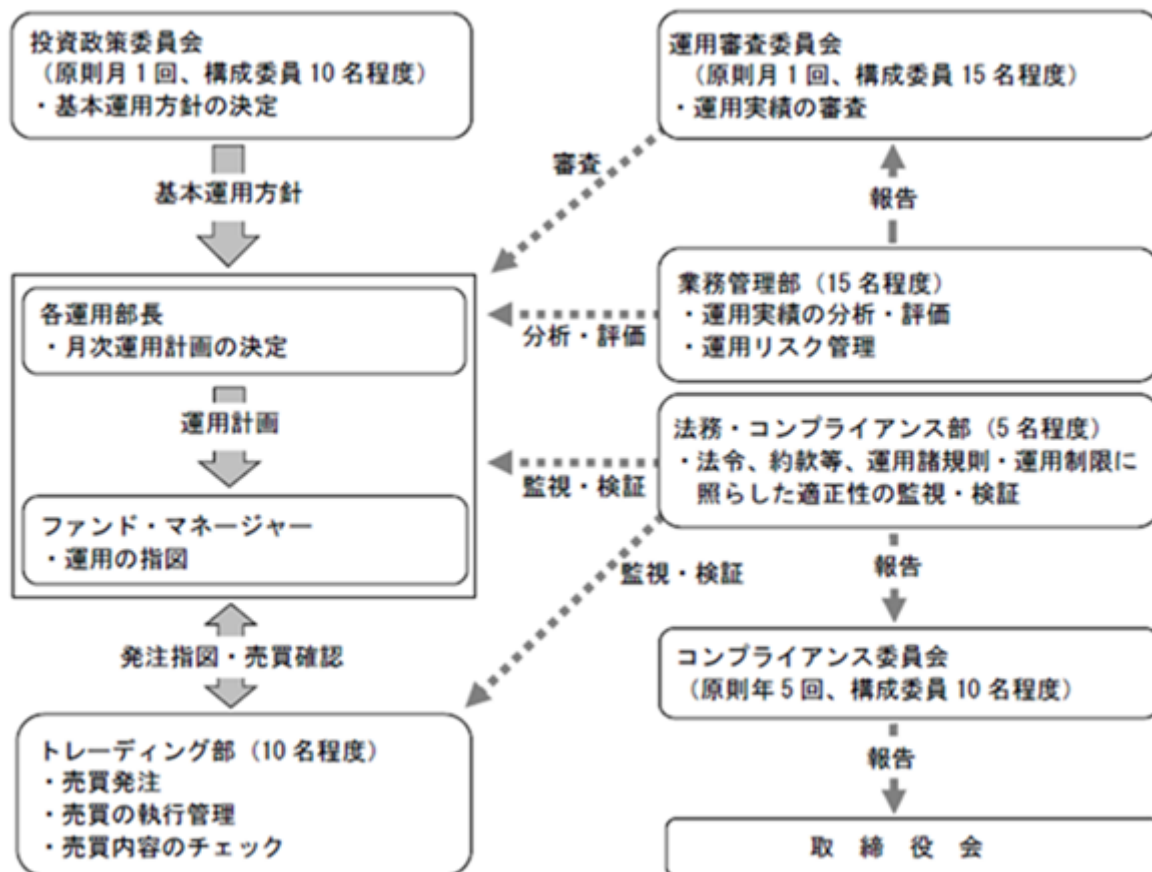 投資政策委員会
(原則月1回、構成委員10名程度)
・基本運用方針の決定
基本運用方針
各運用部長
・月次運用計画の決定
運用計画
ファンド・マネージャー
・運用の指図
発注指図・売買確認
トレーディング部(10名程度)
・売買発注
・売買の執行管理
・売買内容のチェック
運用審査委員会
(原則月1回、構成委員15名程度)
・運用実績の審査
審査
報告
業務管理部(15名程度)
・運用実績の分析・評価
・運用リスク管理
分析・評価
法務・コンプライアンス部(5名程度)
・法令、約款等、運用諸規則・運用制限に
照らした適正性の監視・検証
監視・検証
監視・検証
報告
コンプライアンス委員会
(原則年5回、構成委員10名程度)
報告
取 締 役 会